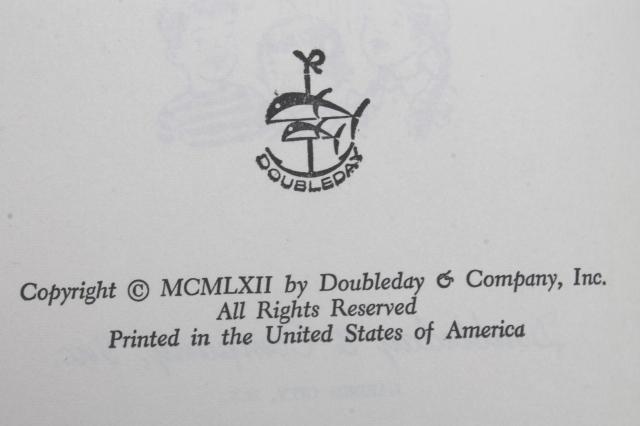 DOUBLEDAY
Copyright © MCMLXII by Doubleday & Company, Inc.
All Rights Reserved
Printed in the United States of America